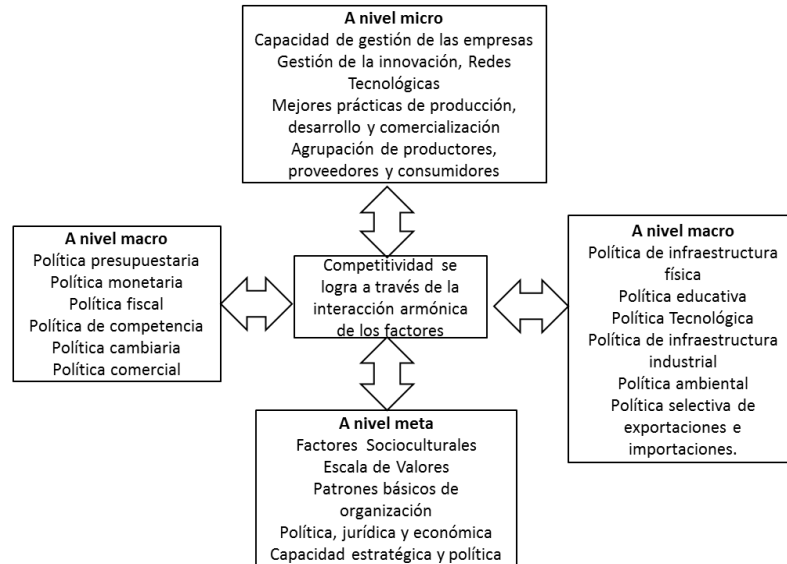 A nivel micro
Capacidad de gestión de las empresas
Gestión de la innovación, Redes
Tecnológicas
Mejores prácticas de producción,
desarrollo y comercialización
Agrupación de productores,
proveedores y consumidores
A nivel macro
Política presupuestaria
Política monetaria
Política fiscal
Política de competencia
Política cambiaria
Política comercial
Competitividad se
logra a través de la
interacción armónica
de los factores
A nivel macro
Política de infraestructura
física
Política educativa
Política Tecnológica
Política de infraestructura
industrial
Política ambiental
Política selectiva de
exportaciones e
importaciones.
A nivel meta
Factores Socioculturales
Escala de Valores
Patrones básicos de
organización
Política, jurídica y económica
Capacidad estratégica y política